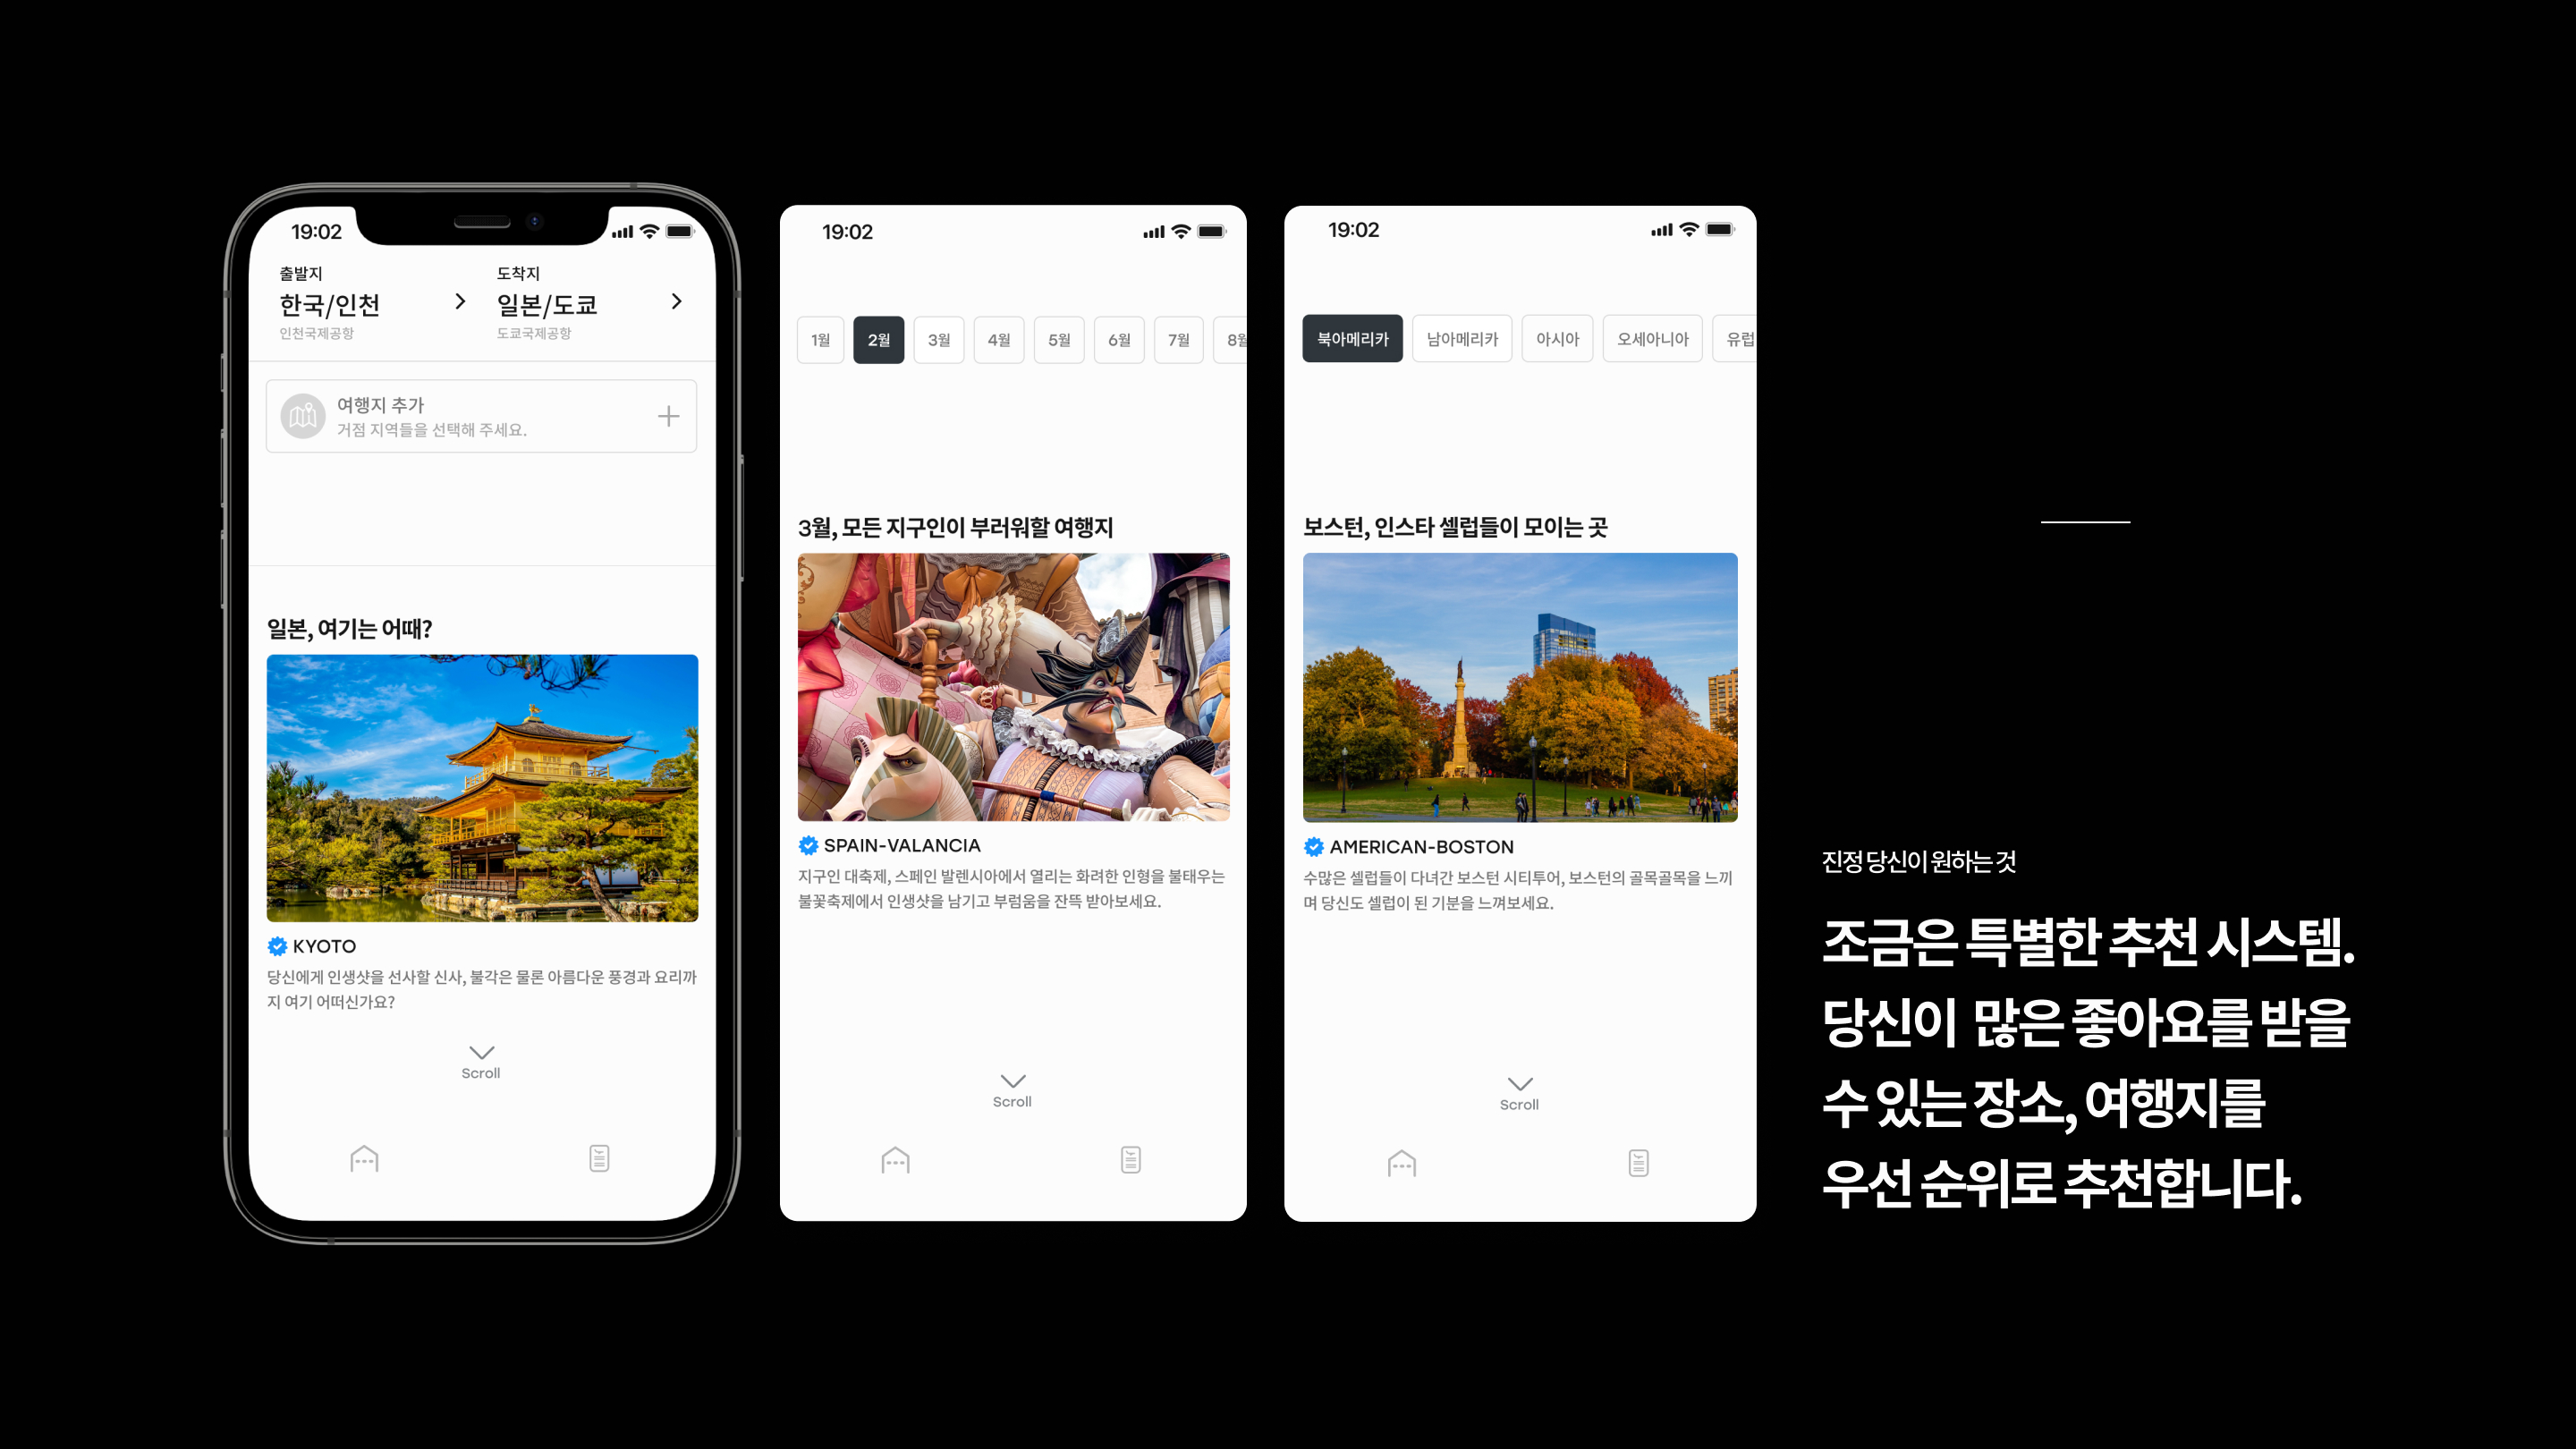 19:02
출발지
한국/인천
인천국제공항
도착지
일본/도쿄
도쿄국제공항
여행지 추가
거점 지역들을 선택해 주세요.
일본, 여기는 어때?
KYOTO
당신에게 인생샷을 선사할 신사, 불각은 물론 아름다운 풍경과 요리까
지 여기 어떠신가요?
Scroll
19:02
1월 2월 3월 4월 5월 6월 7월 8월
3월, 모든 지구인이 부러워할 여행지
SPAIN-VALANCIA
지구인 대축제, 스페인 발렌시아에서 열리는 화려한 인형을 불태우는
불꽃축제에서 인생샷을 남기고 부럼움을 잔뜩 받아보세요.
Scroll
19:02
북아메리카 남아메리카 아시아 오세아니아 유럽
보스턴, 인스타 셀럽들이 모이는 곳
AMERICAN-BOSTON
수많은 셀럽들이 다녀간 보스턴 시티투어, 보스턴의 골목골목을 느끼
며 당신도 셀럽이 된 기분을 느껴보세요.
Scroll
진정 당신이 원하는 것
조금은 특별한 추천 시스템.
당신이 많은 좋아요를 받을
수 있는 장소, 여행지를
우선 순위로 추천합니다.